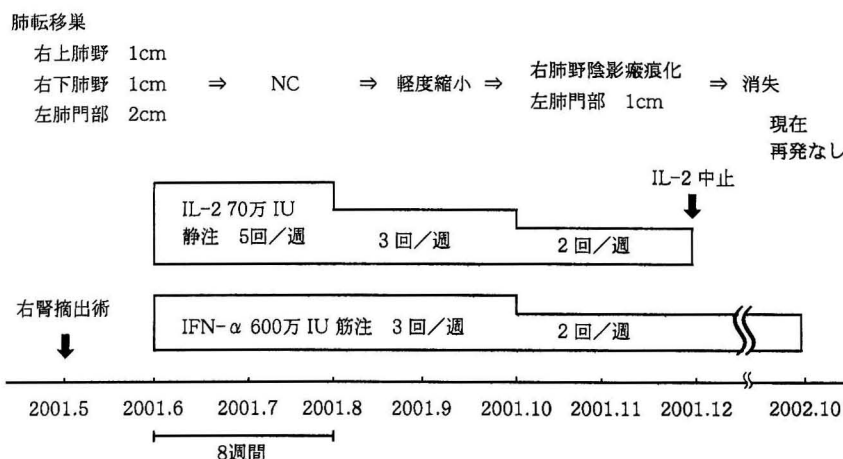 肺転移巣
右上肺野 1cm
右下肺野 1cm ⇒ NC ⇒ 軽度縮小 ⇒ 右肺野陰影瘢痕化 ⇒ 消失
左肺門部 2cm 左肺門部 1cm
現在
再発なし
IL-2 中止
IL-2 70万 IU
静注 5回/週 3 回/週 2 回/週
右腎摘出術
IFN-α 600万 IU 筋注 3 回/週 2 回/週
2001.5 2001.6 2001.7 2001.8 2001.9 2001.10 2001.11 2001.12 2002.10
8週間